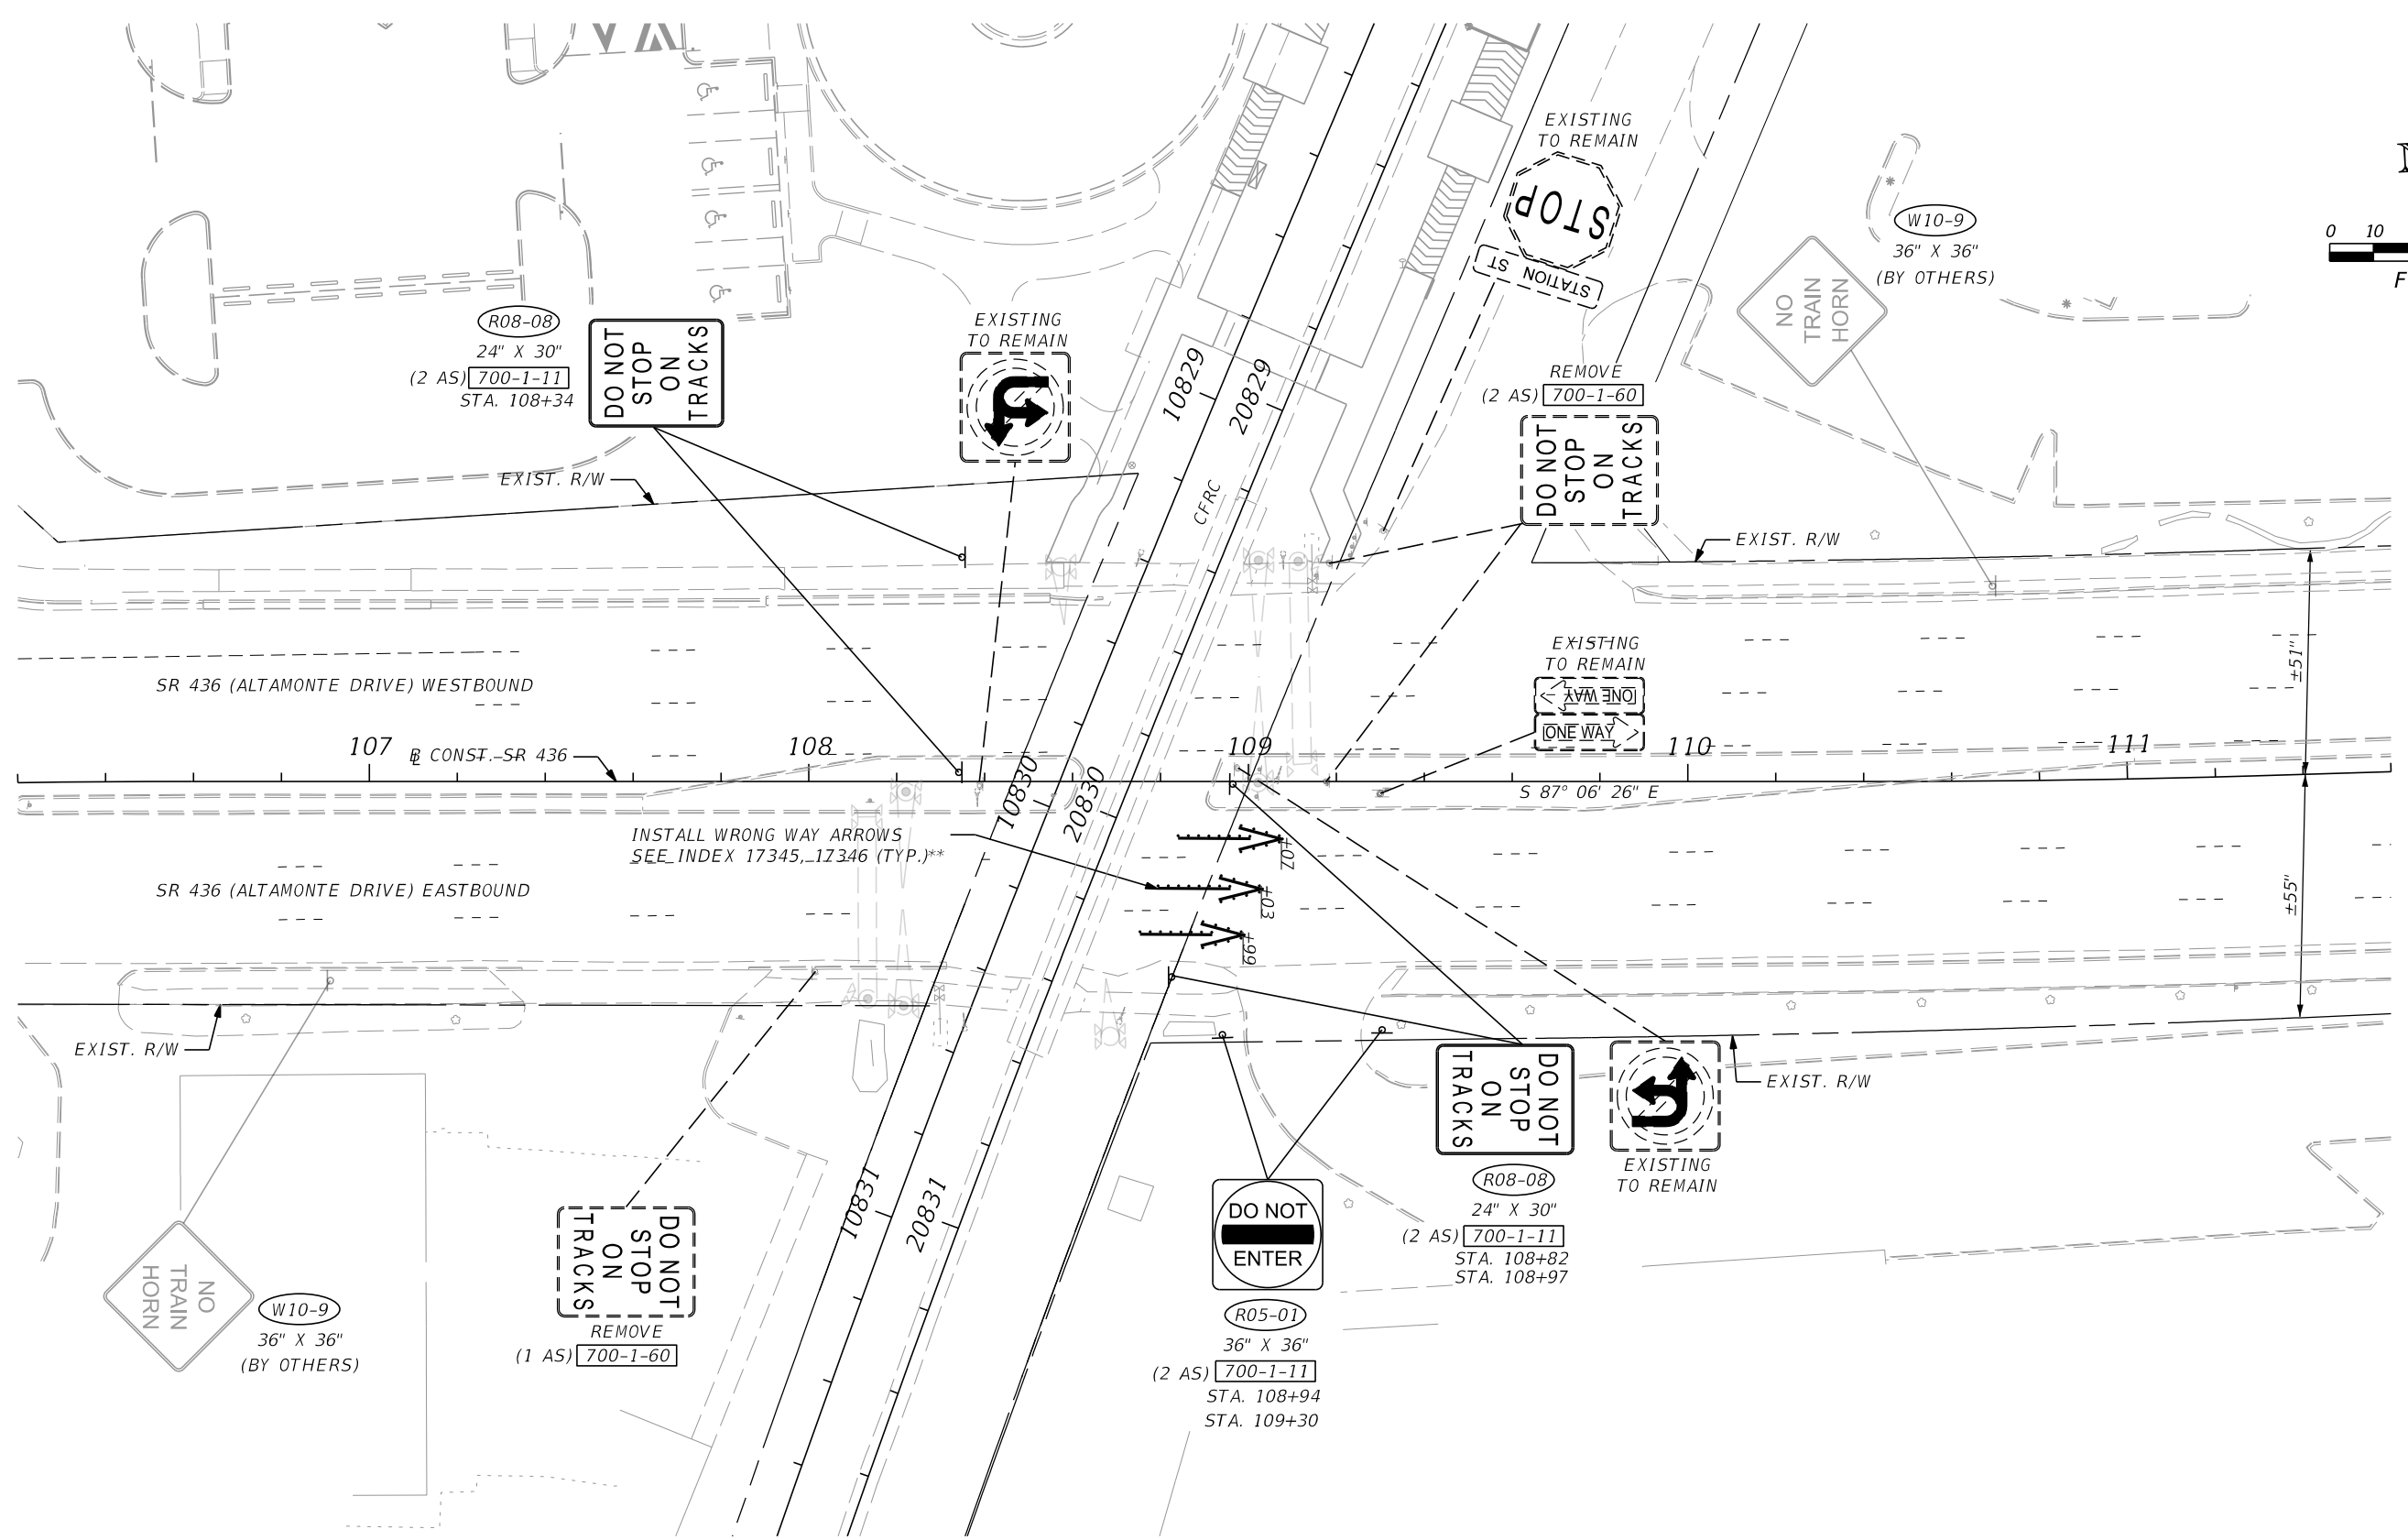 EXISTING
TO REMAIN
STOP
STATION ST
W10-9
36" X 36"
(BY OTHERS)
NO
TRAIN
HORN
0 10
F
R08-08
24" X 30"
(2 AS) 700-1-11
STA. 108+34
DO NOT
STOP
ON
TRACKS
EXISTING
TO REMAIN
10829
20829
REMOVE
(2 AS) 700-1-60
DO NOT
STOP
ON
TRACKS
EXIST. R/W
CFRC
EXIST. R/W
EXISTING
TO REMAIN
ONE WAY
ONE WAY
±51"
SR 436 (ALTAMONTE DRIVE) WESTBOUND
107
108
109
110
111
BL CONST. SR 436
S 87° 06' 26" E
10830
20830
INSTALL WRONG WAY ARROWS
SEE INDEX 17345, 17346 (TYP.)**
+07
+03
+99
SR 436 (ALTAMONTE DRIVE) EASTBOUND
±55"
EXIST. R/W
EXIST. R/W
DO NOT
STOP
ON
TRACKS
R08-08
24" X 30"
(2 AS) 700-1-11
STA. 108+82
STA. 108+97
EXISTING
TO REMAIN
10831
20831
DO NOT
ENTER
R05-01
36" X 36"
(2 AS) 700-1-11
STA. 108+94
STA. 109+30
DO NOT
STOP
ON
TRACKS
REMOVE
(1 AS) 700-1-60
NO
TRAIN
HORN
W10-9
36" X 36"
(BY OTHERS)